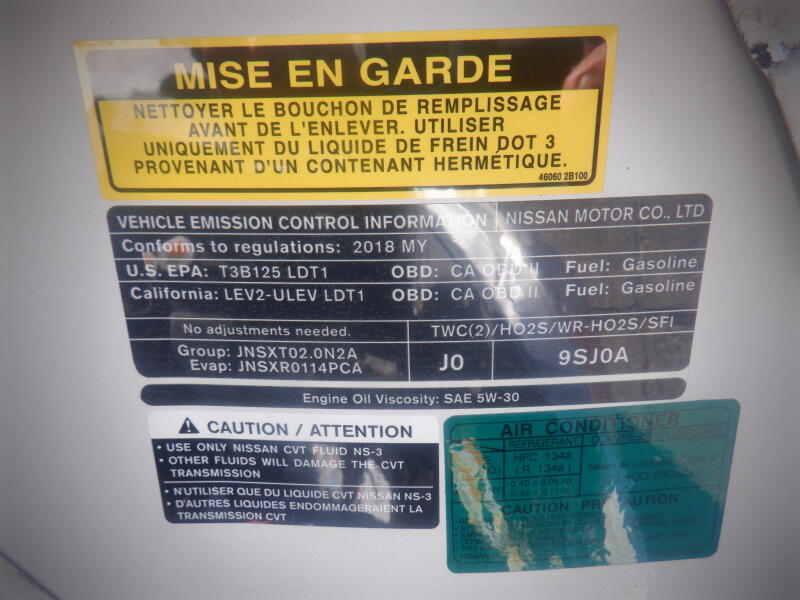 MISE EN GARDE
NETTOYER LE BOUCHON DE REMPLISSAGE
AVANT DE L'ENLEVER. UTILISER
UNIQUEMENT DU LIQUIDE DE FREIN DOT 3
PROVENANT D'UN CONTENANT HERMÉTIQUE.
46060 2B100
VEHICLE EMISSION CONTROL INFORMATION NISSAN MOTOR CO., LTD
Conforms to regulations: 2018 MY
U.S. EPA: T3B125 LDT1 OBD: CA OBD II Fuel: Gasoline
California: LEV2-ULEV LDT1 OBD: CA OBD II Fuel: Gasoline
No adjustments needed. TWC(2)/HO2S/WR-HO2S/SFI
Group: JNSXT02.0N2A
Evap: JNSXR0114PCA
J0 9SJ0A
Engine Oil Viscosity: SAE 5W-30
CAUTION / ATTENTION
• USE ONLY NISSAN CVT FLUID NS-3
• OTHER FLUIDS WILL DAMAGE THE CVT
TRANSMISSION
• N'UTILISER QUE DU LIQUIDE CVT NISSAN NS-3
• D'AUTRES LIQUIDES ENDOMMAGERAIENT LA
TRANSMISSION CVT
AIR CONDITIONER
REFRIGERANT
HFC 134a
(R 134a)
0.40 ± 0.05 kg
CAUTION PRECAUTION